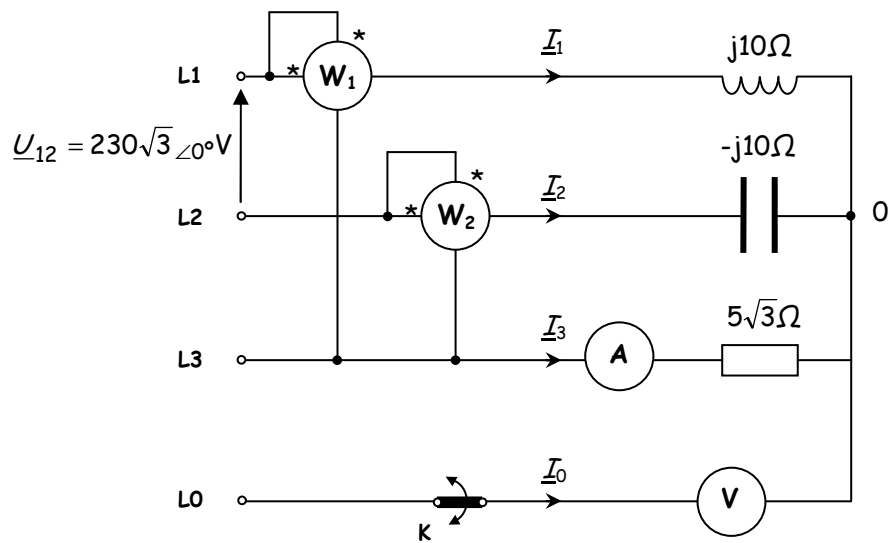 I₁ j10Ω
L1 * * W₁
U₁₂ = 230√3 ∠0°V
-j10Ω
I₂
L2 * * W₂ 0
5√3Ω
I₃
L3 A
I₀
L0 V
K